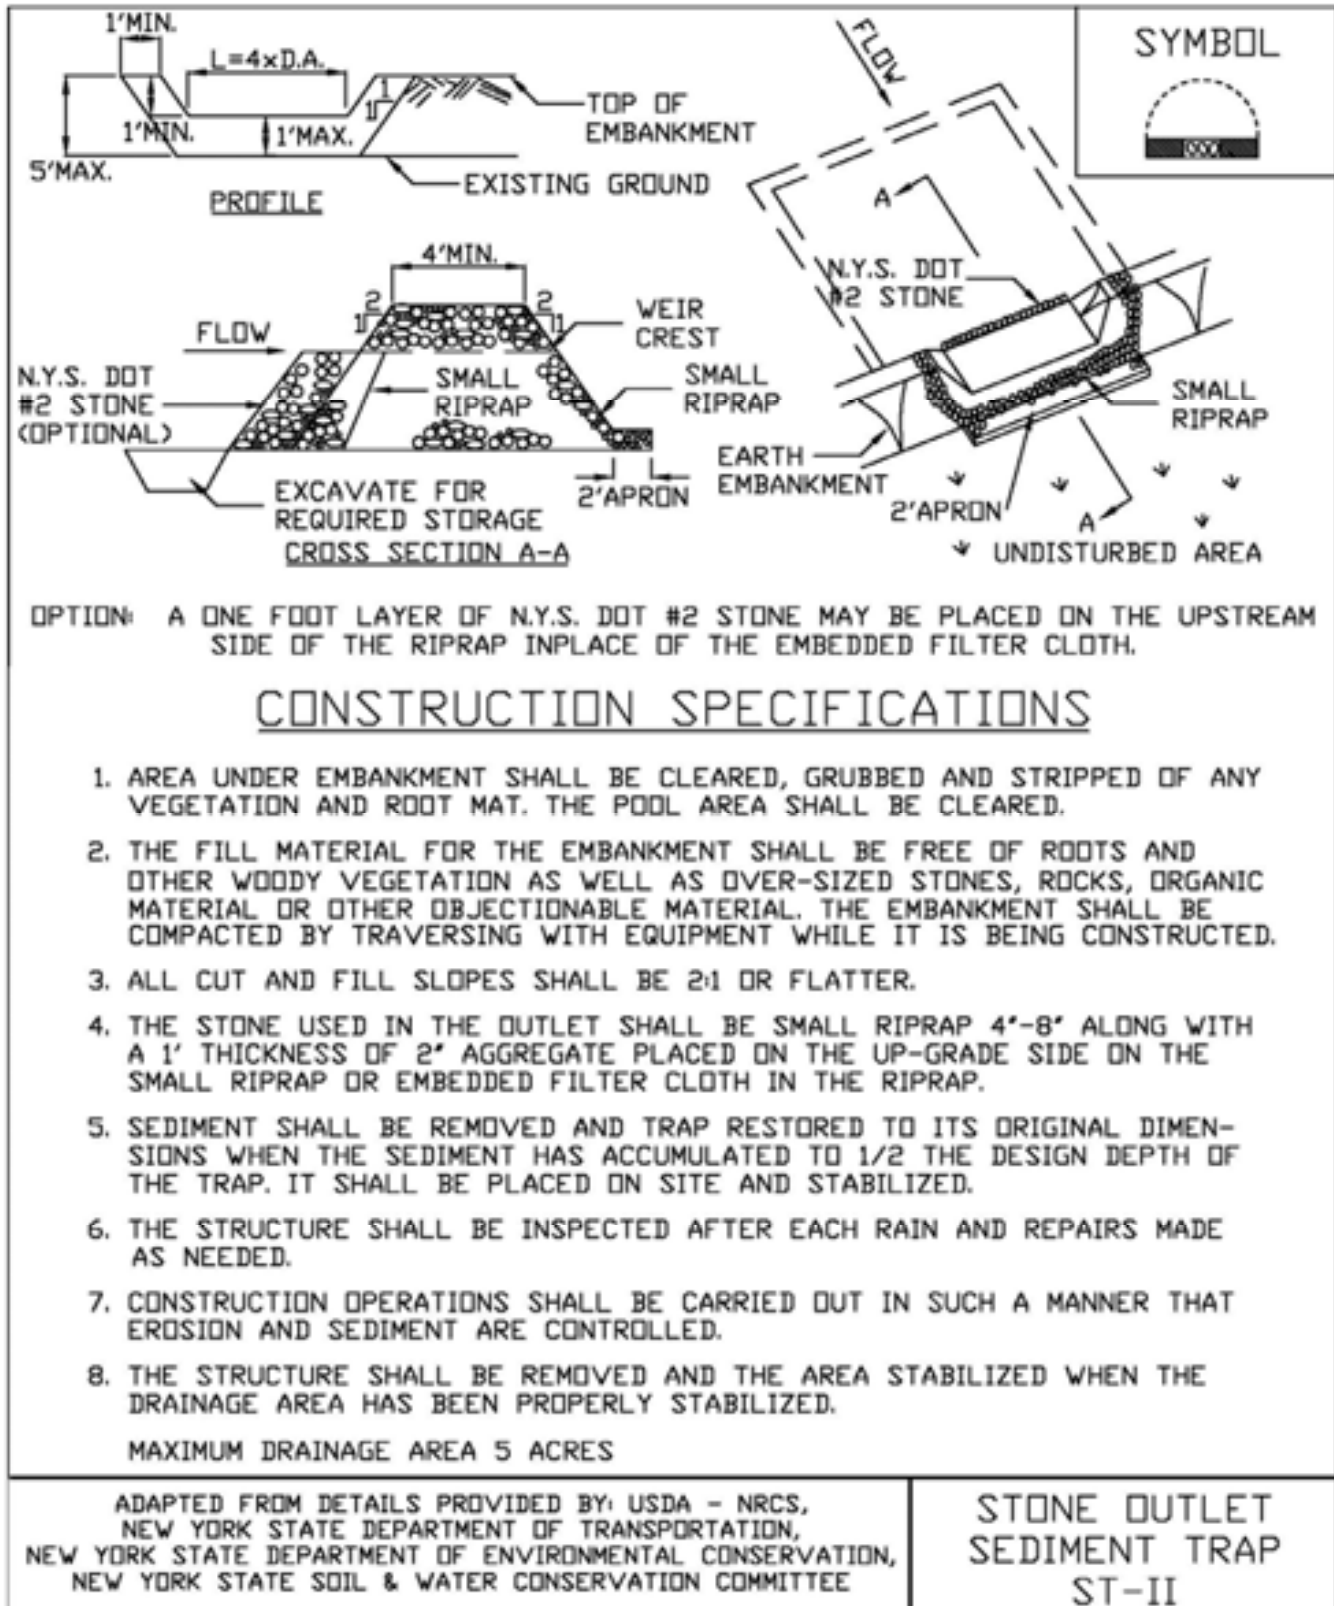 1'MIN.
L=4xD.A.
1'MIN.
1'MAX.
5'MAX.
1
1
TOP OF
EMBANKMENT
EXISTING GROUND
PROFILE
FLOW
SYMBOL
A
N.Y.S. DOT
#2 STONE
SMALL
RIPRAP
EARTH
EMBANKMENT
2'APRON
A
UNDISTURBED AREA
4'MIN.
2
1
2
1
FLOW
WEIR
CREST
N.Y.S. DOT
#2 STONE
(OPTIONAL)
SMALL
RIPRAP
SMALL
RIPRAP
EXCAVATE FOR
REQUIRED STORAGE
2'APRON
CROSS SECTION A-A
OPTION: A ONE FOOT LAYER OF N.Y.S. DOT #2 STONE MAY BE PLACED ON THE UPSTREAM
SIDE OF THE RIPRAP INPLACE OF THE EMBEDDED FILTER CLOTH.
CONSTRUCTION SPECIFICATIONS
1. AREA UNDER EMBANKMENT SHALL BE CLEARED, GRUBBED AND STRIPPED OF ANY
VEGETATION AND ROOT MAT. THE POOL AREA SHALL BE CLEARED.
2. THE FILL MATERIAL FOR THE EMBANKMENT SHALL BE FREE OF ROOTS AND
OTHER WOODY VEGETATION AS WELL AS OVER-SIZED STONES, ROCKS, ORGANIC
MATERIAL OR OTHER OBJECTIONABLE MATERIAL. THE EMBANKMENT SHALL BE
COMPACTED BY TRAVERSING WITH EQUIPMENT WHILE IT IS BEING CONSTRUCTED.
3. ALL CUT AND FILL SLOPES SHALL BE 2:1 OR FLATTER.
4. THE STONE USED IN THE OUTLET SHALL BE SMALL RIPRAP 4"-8" ALONG WITH
A 1' THICKNESS OF 2" AGGREGATE PLACED ON THE UP-GRADE SIDE ON THE
SMALL RIPRAP OR EMBEDDED FILTER CLOTH IN THE RIPRAP.
5. SEDIMENT SHALL BE REMOVED AND TRAP RESTORED TO ITS ORIGINAL DIMEN-
SIONS WHEN THE SEDIMENT HAS ACCUMULATED TO 1/2 THE DESIGN DEPTH OF
THE TRAP. IT SHALL BE PLACED ON SITE AND STABILIZED.
6. THE STRUCTURE SHALL BE INSPECTED AFTER EACH RAIN AND REPAIRS MADE
AS NEEDED.
7. CONSTRUCTION OPERATIONS SHALL BE CARRIED OUT IN SUCH A MANNER THAT
EROSION AND SEDIMENT ARE CONTROLLED.
8. THE STRUCTURE SHALL BE REMOVED AND THE AREA STABILIZED WHEN THE
DRAINAGE AREA HAS BEEN PROPERLY STABILIZED.
MAXIMUM DRAINAGE AREA 5 ACRES
ADAPTED FROM DETAILS PROVIDED BY: USDA - NRCS,
NEW YORK STATE DEPARTMENT OF TRANSPORTATION,
NEW YORK STATE DEPARTMENT OF ENVIRONMENTAL CONSERVATION,
NEW YORK STATE SOIL & WATER CONSERVATION COMMITTEE
STONE OUTLET
SEDIMENT TRAP
ST-II